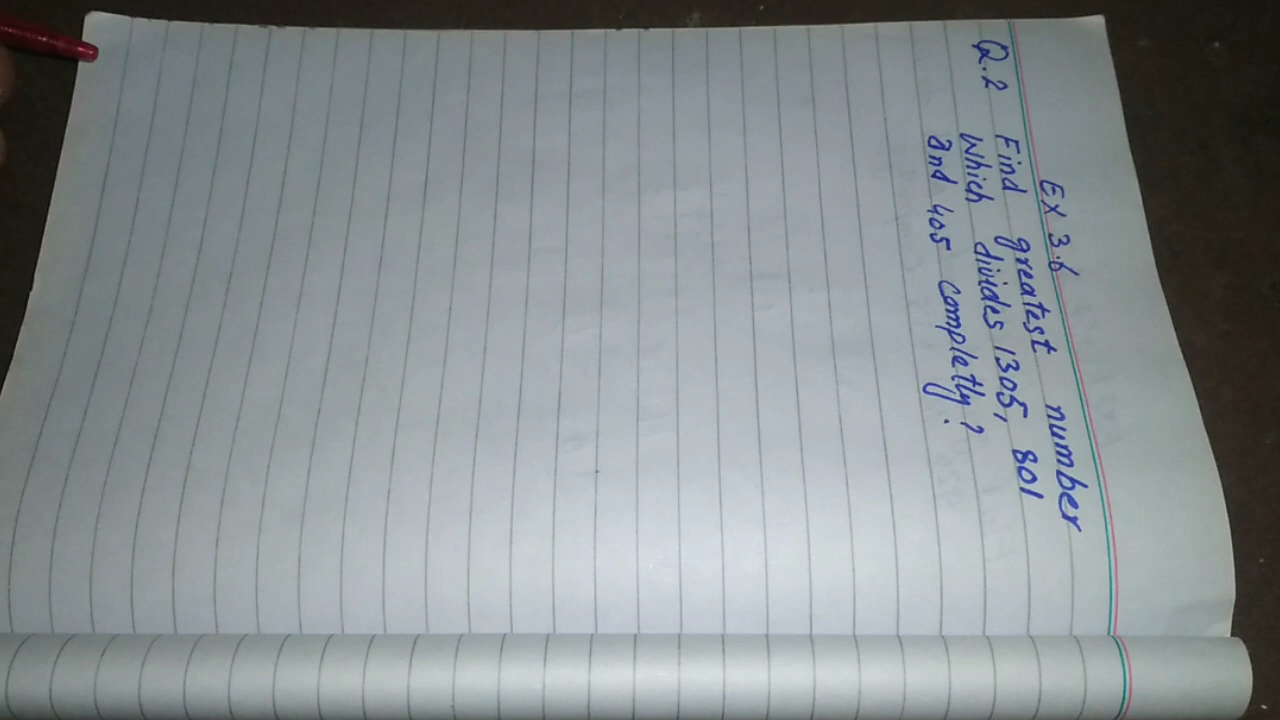 EX 3.6
Q.2 Find greatest number
Which divides 1305, 801
and 405 completly?